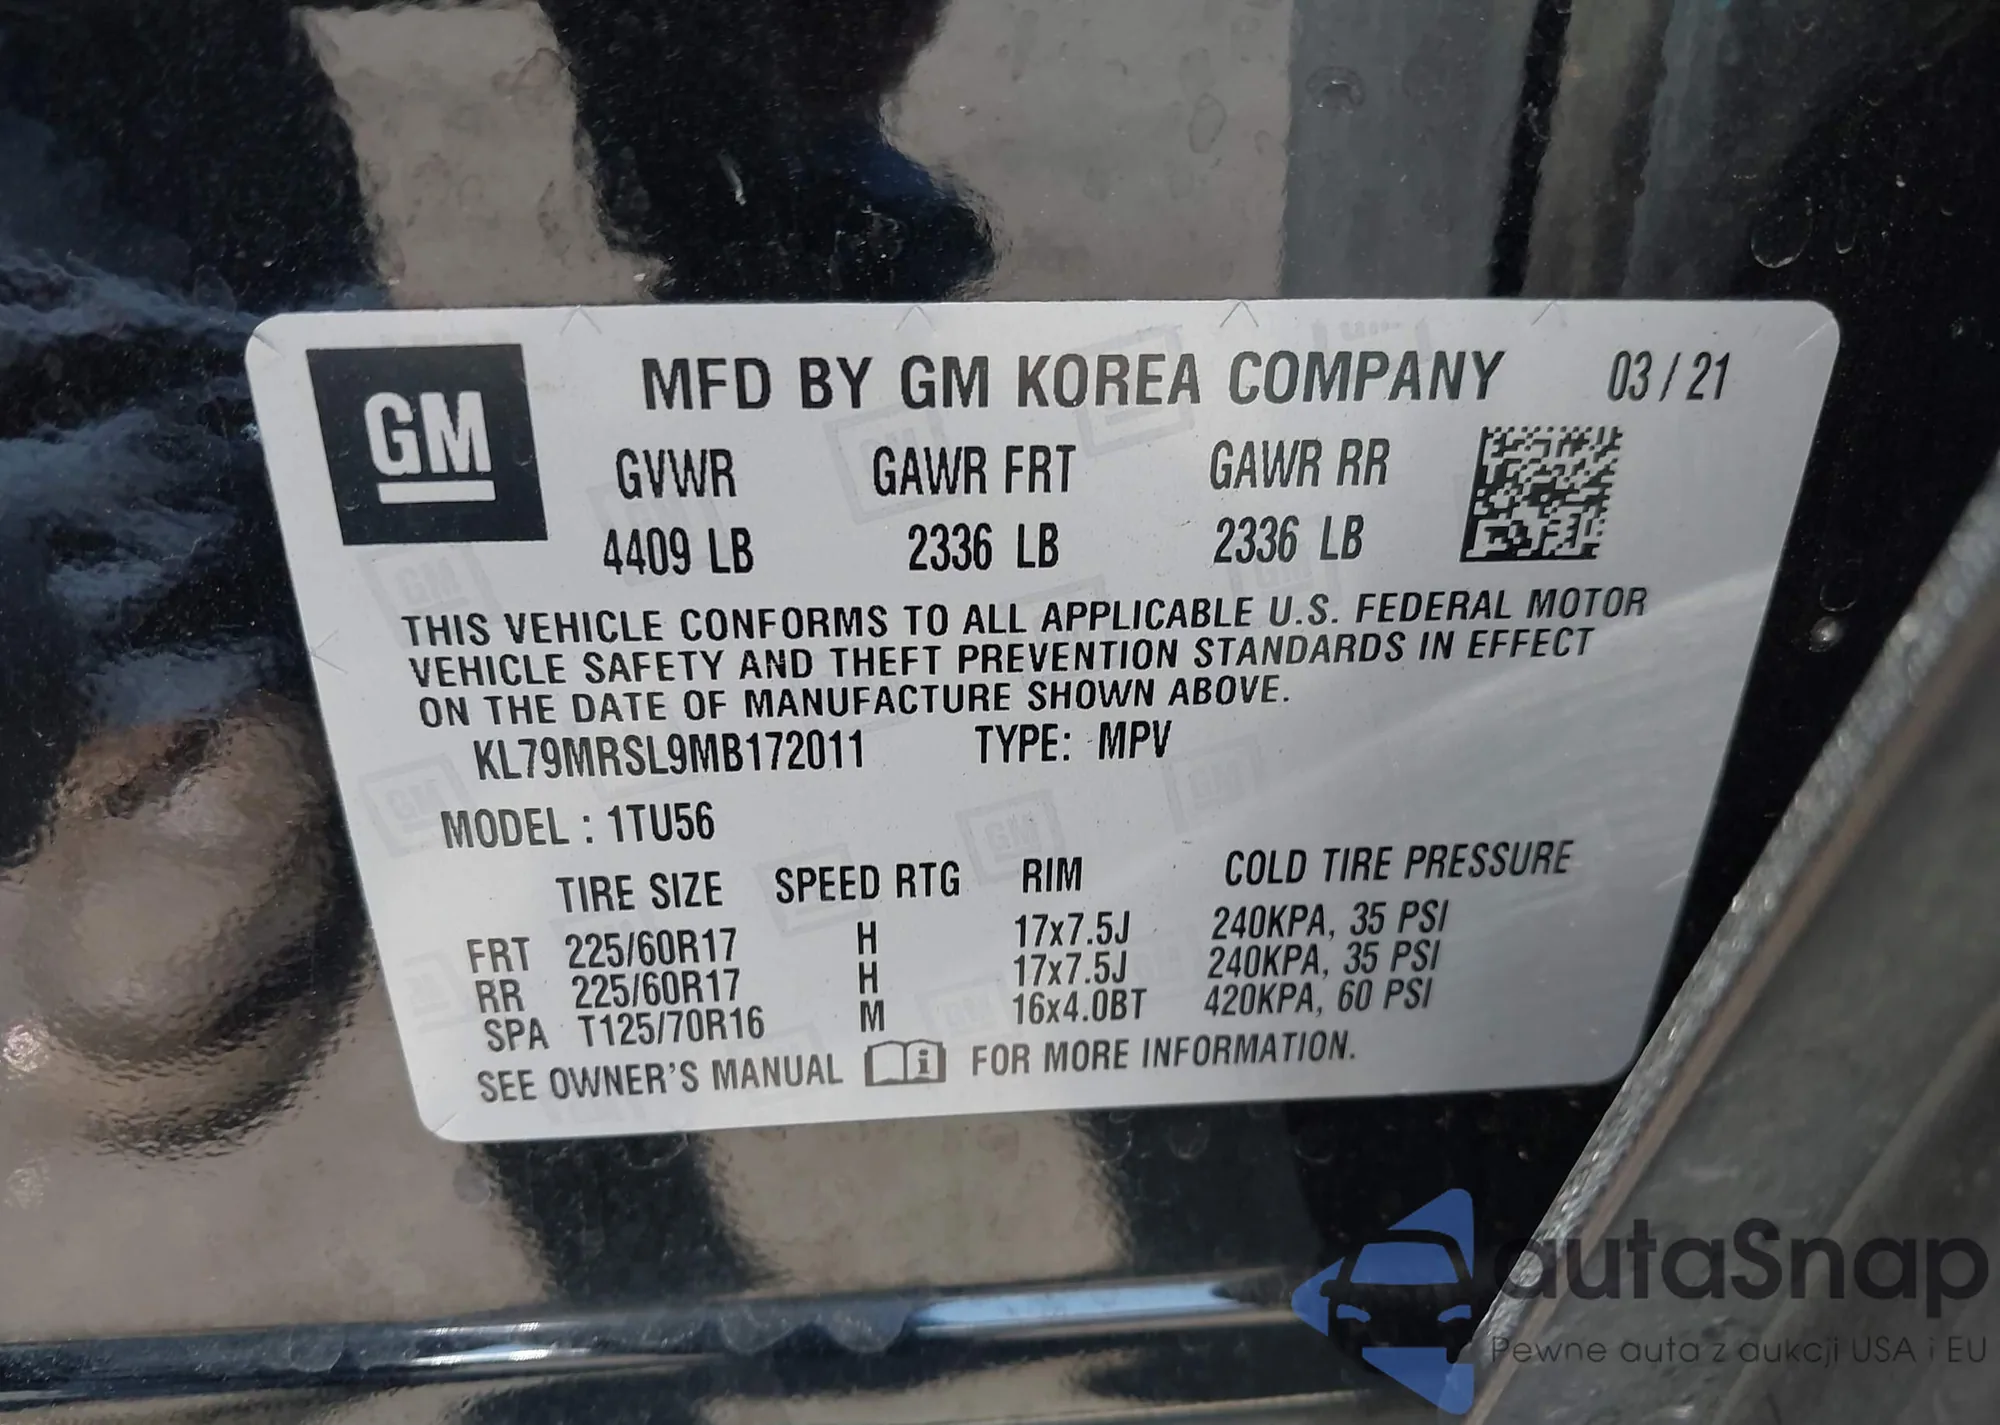 GM
MFD BY GM KOREA COMPANY 03 / 21
GVWR GAWR FRT GAWR RR
4409 LB 2336 LB 2336 LB
THIS VEHICLE CONFORMS TO ALL APPLICABLE U.S. FEDERAL MOTOR
VEHICLE SAFETY AND THEFT PREVENTION STANDARDS IN EFFECT
ON THE DATE OF MANUFACTURE SHOWN ABOVE.
KL79MRSL9MB172011 TYPE: MPV
MODEL : 1TU56
TIRE SIZE SPEED RTG RIM COLD TIRE PRESSURE
FRT 225/60R17 H 17x7.5J 240KPA, 35 PSI
RR 225/60R17 H 17x7.5J 240KPA, 35 PSI
SPA T125/70R16 M 16x4.0BT 420KPA, 60 PSI
SEE OWNER'S MANUAL i FOR MORE INFORMATION.
autaSnap
Pewne auta z aukcji USA i EU